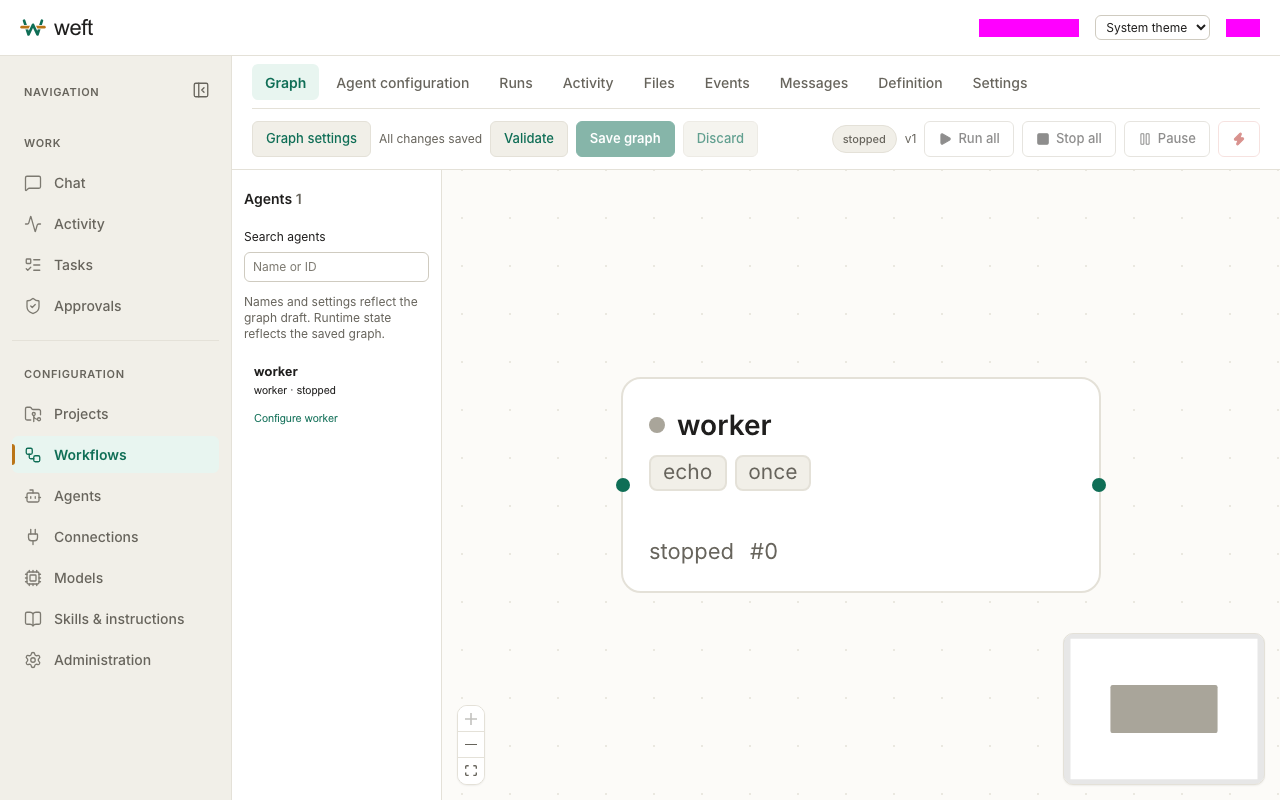 weft
System theme
NAVIGATION
WORK
Chat
Activity
Tasks
Approvals
CONFIGURATION
Projects
Workflows
Agents
Connections
Models
Skills & instructions
Administration
Graph
Agent configuration
Runs
Activity
Files
Events
Messages
Definition
Settings
Graph settings
All changes saved
Validate
Save graph
Discard
stopped
v1
Run all
Stop all
Pause
Agents 1
Search agents
Name or ID
Names and settings reflect the
graph draft. Runtime state
reflects the saved graph.
worker
worker · stopped
Configure worker
worker
echo
once
stopped #0